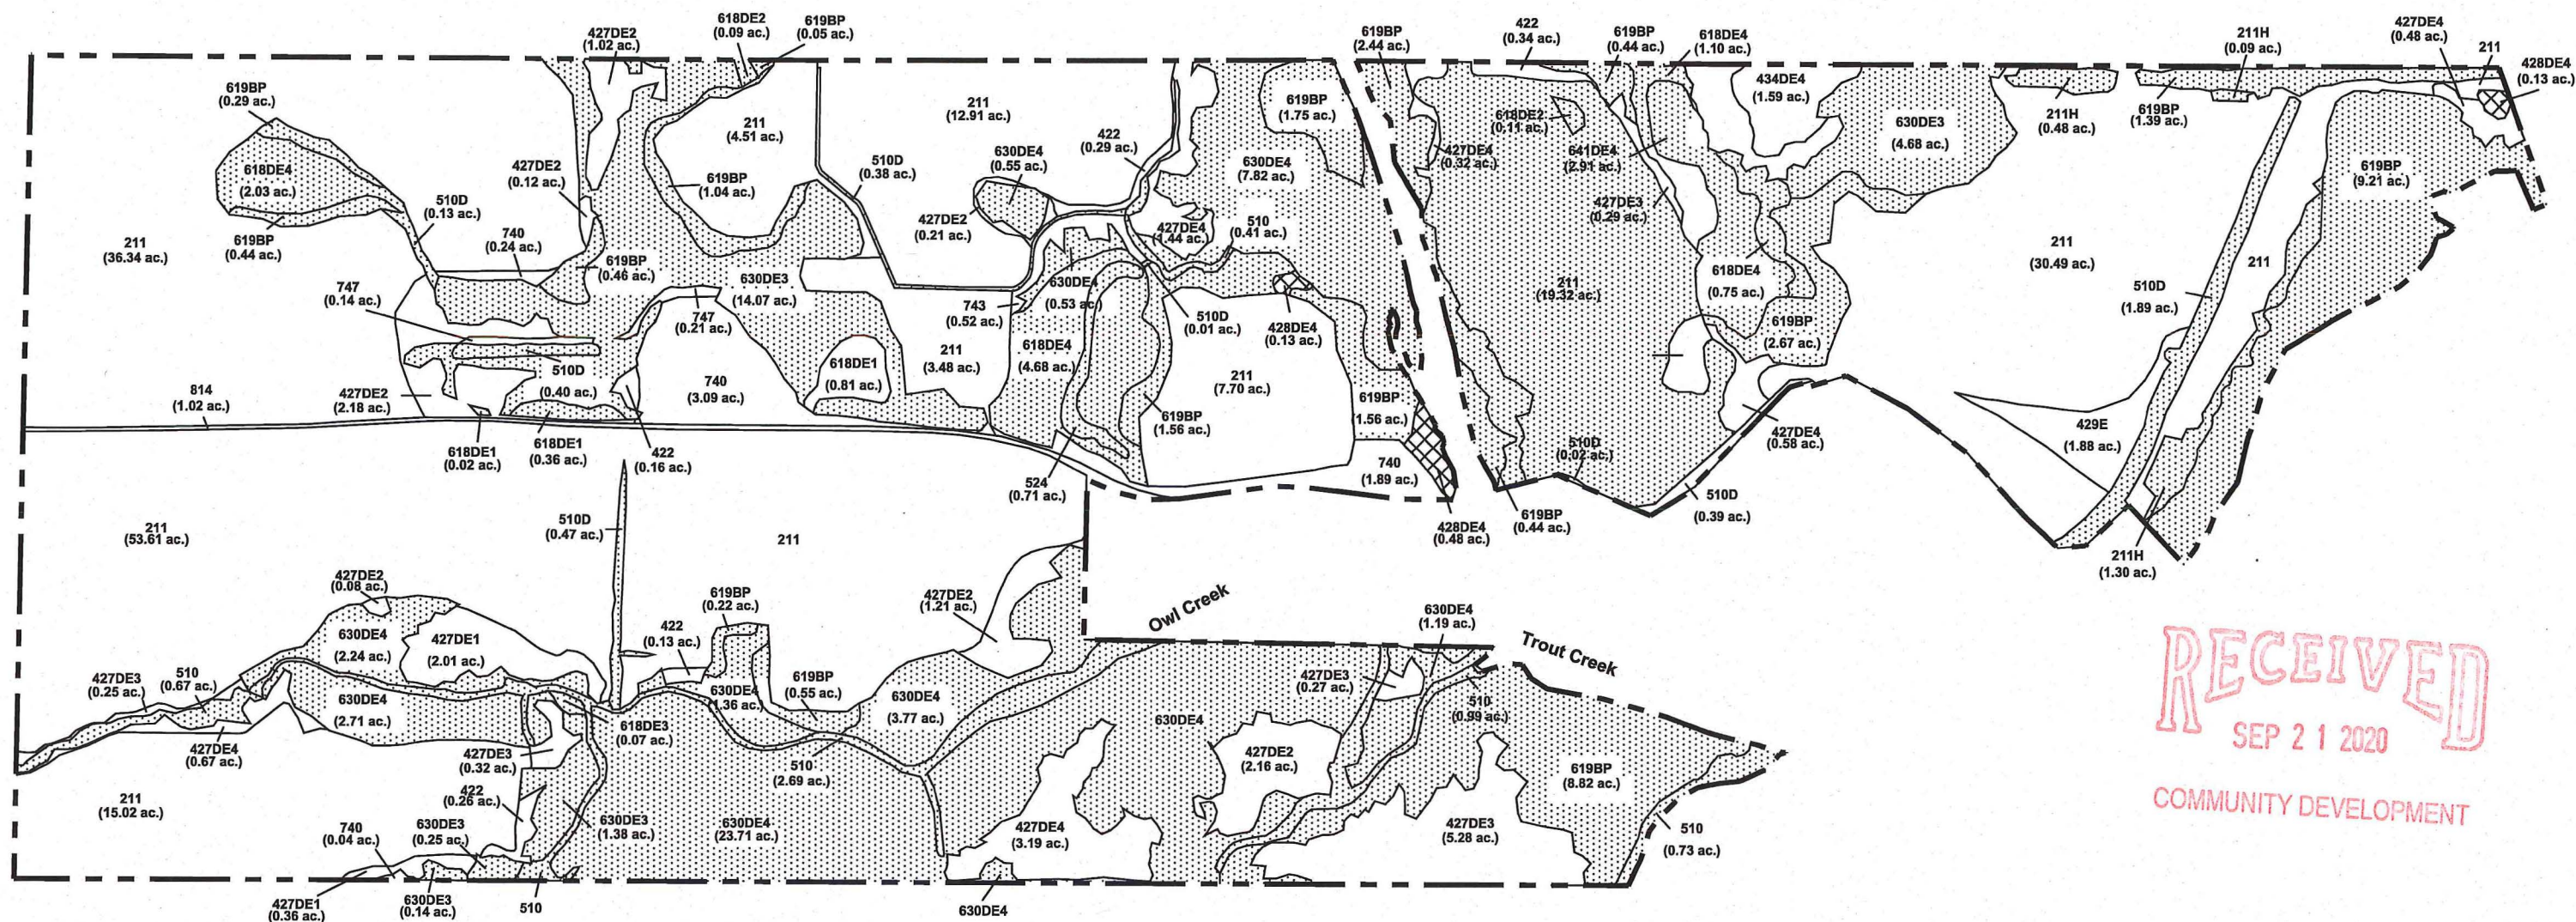 427DE2
(1.02 ac.)
618DE2
(0.09 ac.)
619BP
(0.05 ac.)
619BP
(2.44 ac.)
422
(0.34 ac.)
619BP
(0.44 ac.)
618DE4
(1.10 ac.)
211H
(0.09 ac.)
427DE4
(0.48 ac.)
211
428DE4
(0.13 ac.)
619BP
(0.29 ac.)
211
(4.51 ac.)
211
(12.91 ac.)
422
(0.29 ac.)
619BP
(1.75 ac.)
618DE2
(0.11 ac.)
434DE4
(1.59 ac.)
630DE3
(4.68 ac.)
211H
(0.48 ac.)
619BP
(1.39 ac.)
618DE4
(2.03 ac.)
427DE2
(0.12 ac.)
619BP
(1.04 ac.)
510D
(0.38 ac.)
630DE4
(0.55 ac.)
630DE4
(7.82 ac.)
427DE4
(0.32 ac.)
641DE4
(2.91 ac.)
619BP
(9.21 ac.)
510D
(0.13 ac.)
427DE2
(0.21 ac.)
427DE4
(1.44 ac.)
510
(0.41 ac.)
427DE3
(0.29 ac.)
211
(36.34 ac.)
619BP
(0.44 ac.)
740
(0.24 ac.)
619BP
(0.46 ac.)
630DE3
(14.07 ac.)
630DE4
(0.53 ac.)
211
(19.32 ac.)
618DE4
(0.75 ac.)
211
(30.49 ac.)
211
510D
(1.89 ac.)
747
(0.14 ac.)
747
(0.21 ac.)
743
(0.52 ac.)
510D
(0.01 ac.)
428DE4
(0.13 ac.)
619BP
(2.67 ac.)
814
(1.02 ac.)
427DE2
(2.18 ac.)
510D
(0.40 ac.)
740
(3.09 ac.)
618DE1
(0.81 ac.)
211
(3.48 ac.)
618DE4
(4.68 ac.)
211
(7.70 ac.)
619BP
(1.56 ac.)
619BP
(1.56 ac.)
618DE1
(0.02 ac.)
618DE1
(0.36 ac.)
422
(0.16 ac.)
524
(0.71 ac.)
740
(1.89 ac.)
510D
(0.02 ac.)
427DE4
(0.58 ac.)
429E
(1.88 ac.)
510D
(0.39 ac.)
211
(53.61 ac.)
510D
(0.47 ac.)
211
428DE4
(0.48 ac.)
619BP
(0.44 ac.)
211H
(1.30 ac.)
427DE2
(0.08 ac.)
619BP
(0.22 ac.)
427DE2
(1.21 ac.)
Owl Creek
630DE4
(1.19 ac.)
Trout Creek
630DE4
(2.24 ac.)
427DE1
(2.01 ac.)
422
(0.13 ac.)
427DE3
(0.25 ac.)
510
(0.67 ac.)
630DE4
(2.71 ac.)
630DE4
(1.36 ac.)
619BP
(0.55 ac.)
630DE4
(3.77 ac.)
630DE4
427DE3
(0.27 ac.)
510
(0.99 ac.)
RECEIVED
SEP 21 2020
COMMUNITY DEVELOPMENT
427DE4
(0.67 ac.)
618DE3
(0.07 ac.)
427DE3
(0.32 ac.)
510
(2.69 ac.)
427DE2
(2.16 ac.)
619BP
(8.82 ac.)
211
(15.02 ac.)
422
(0.26 ac.)
740
(0.04 ac.)
630DE3
(0.25 ac.)
630DE3
(1.38 ac.)
630DE4
(23.71 ac.)
427DE4
(3.19 ac.)
427DE3
(5.28 ac.)
510
(0.73 ac.)
427DE1
(0.36 ac.)
630DE3
(0.14 ac.)
510
630DE4